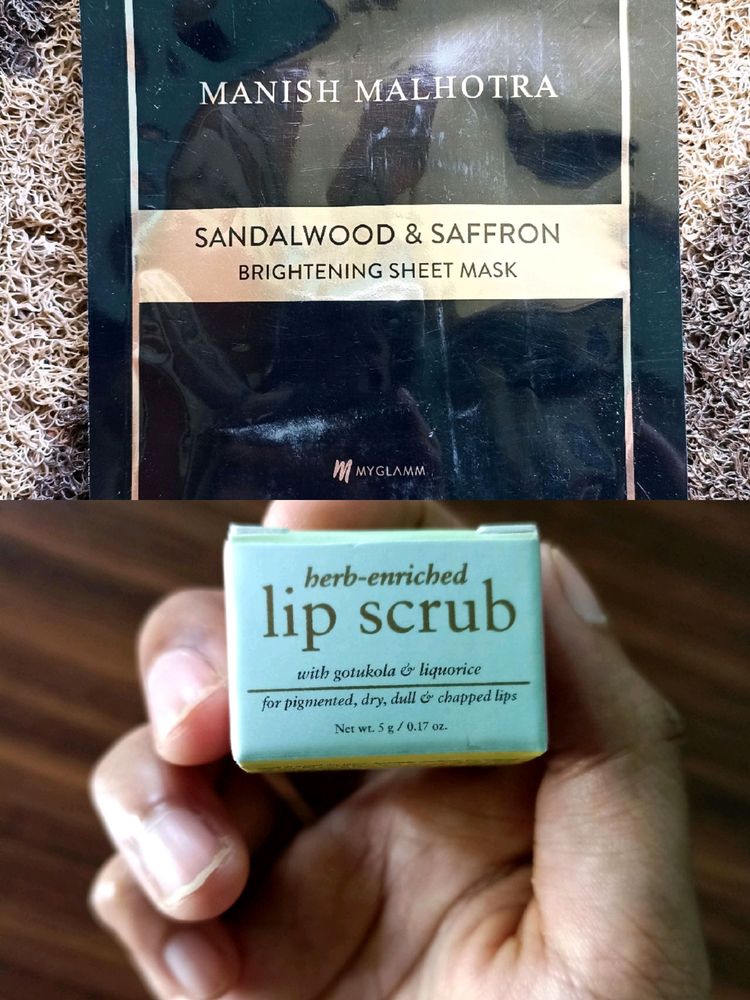 MANISH MALHOTRA
SANDALWOOD & SAFFRON
BRIGHTENING SHEET MASK
M MYGLAMM
herb-enriched
lip scrub
with gotukola & liquorice
for pigmented, dry, dull & chapped lips
Net wt. 5 g / 0.17 oz.